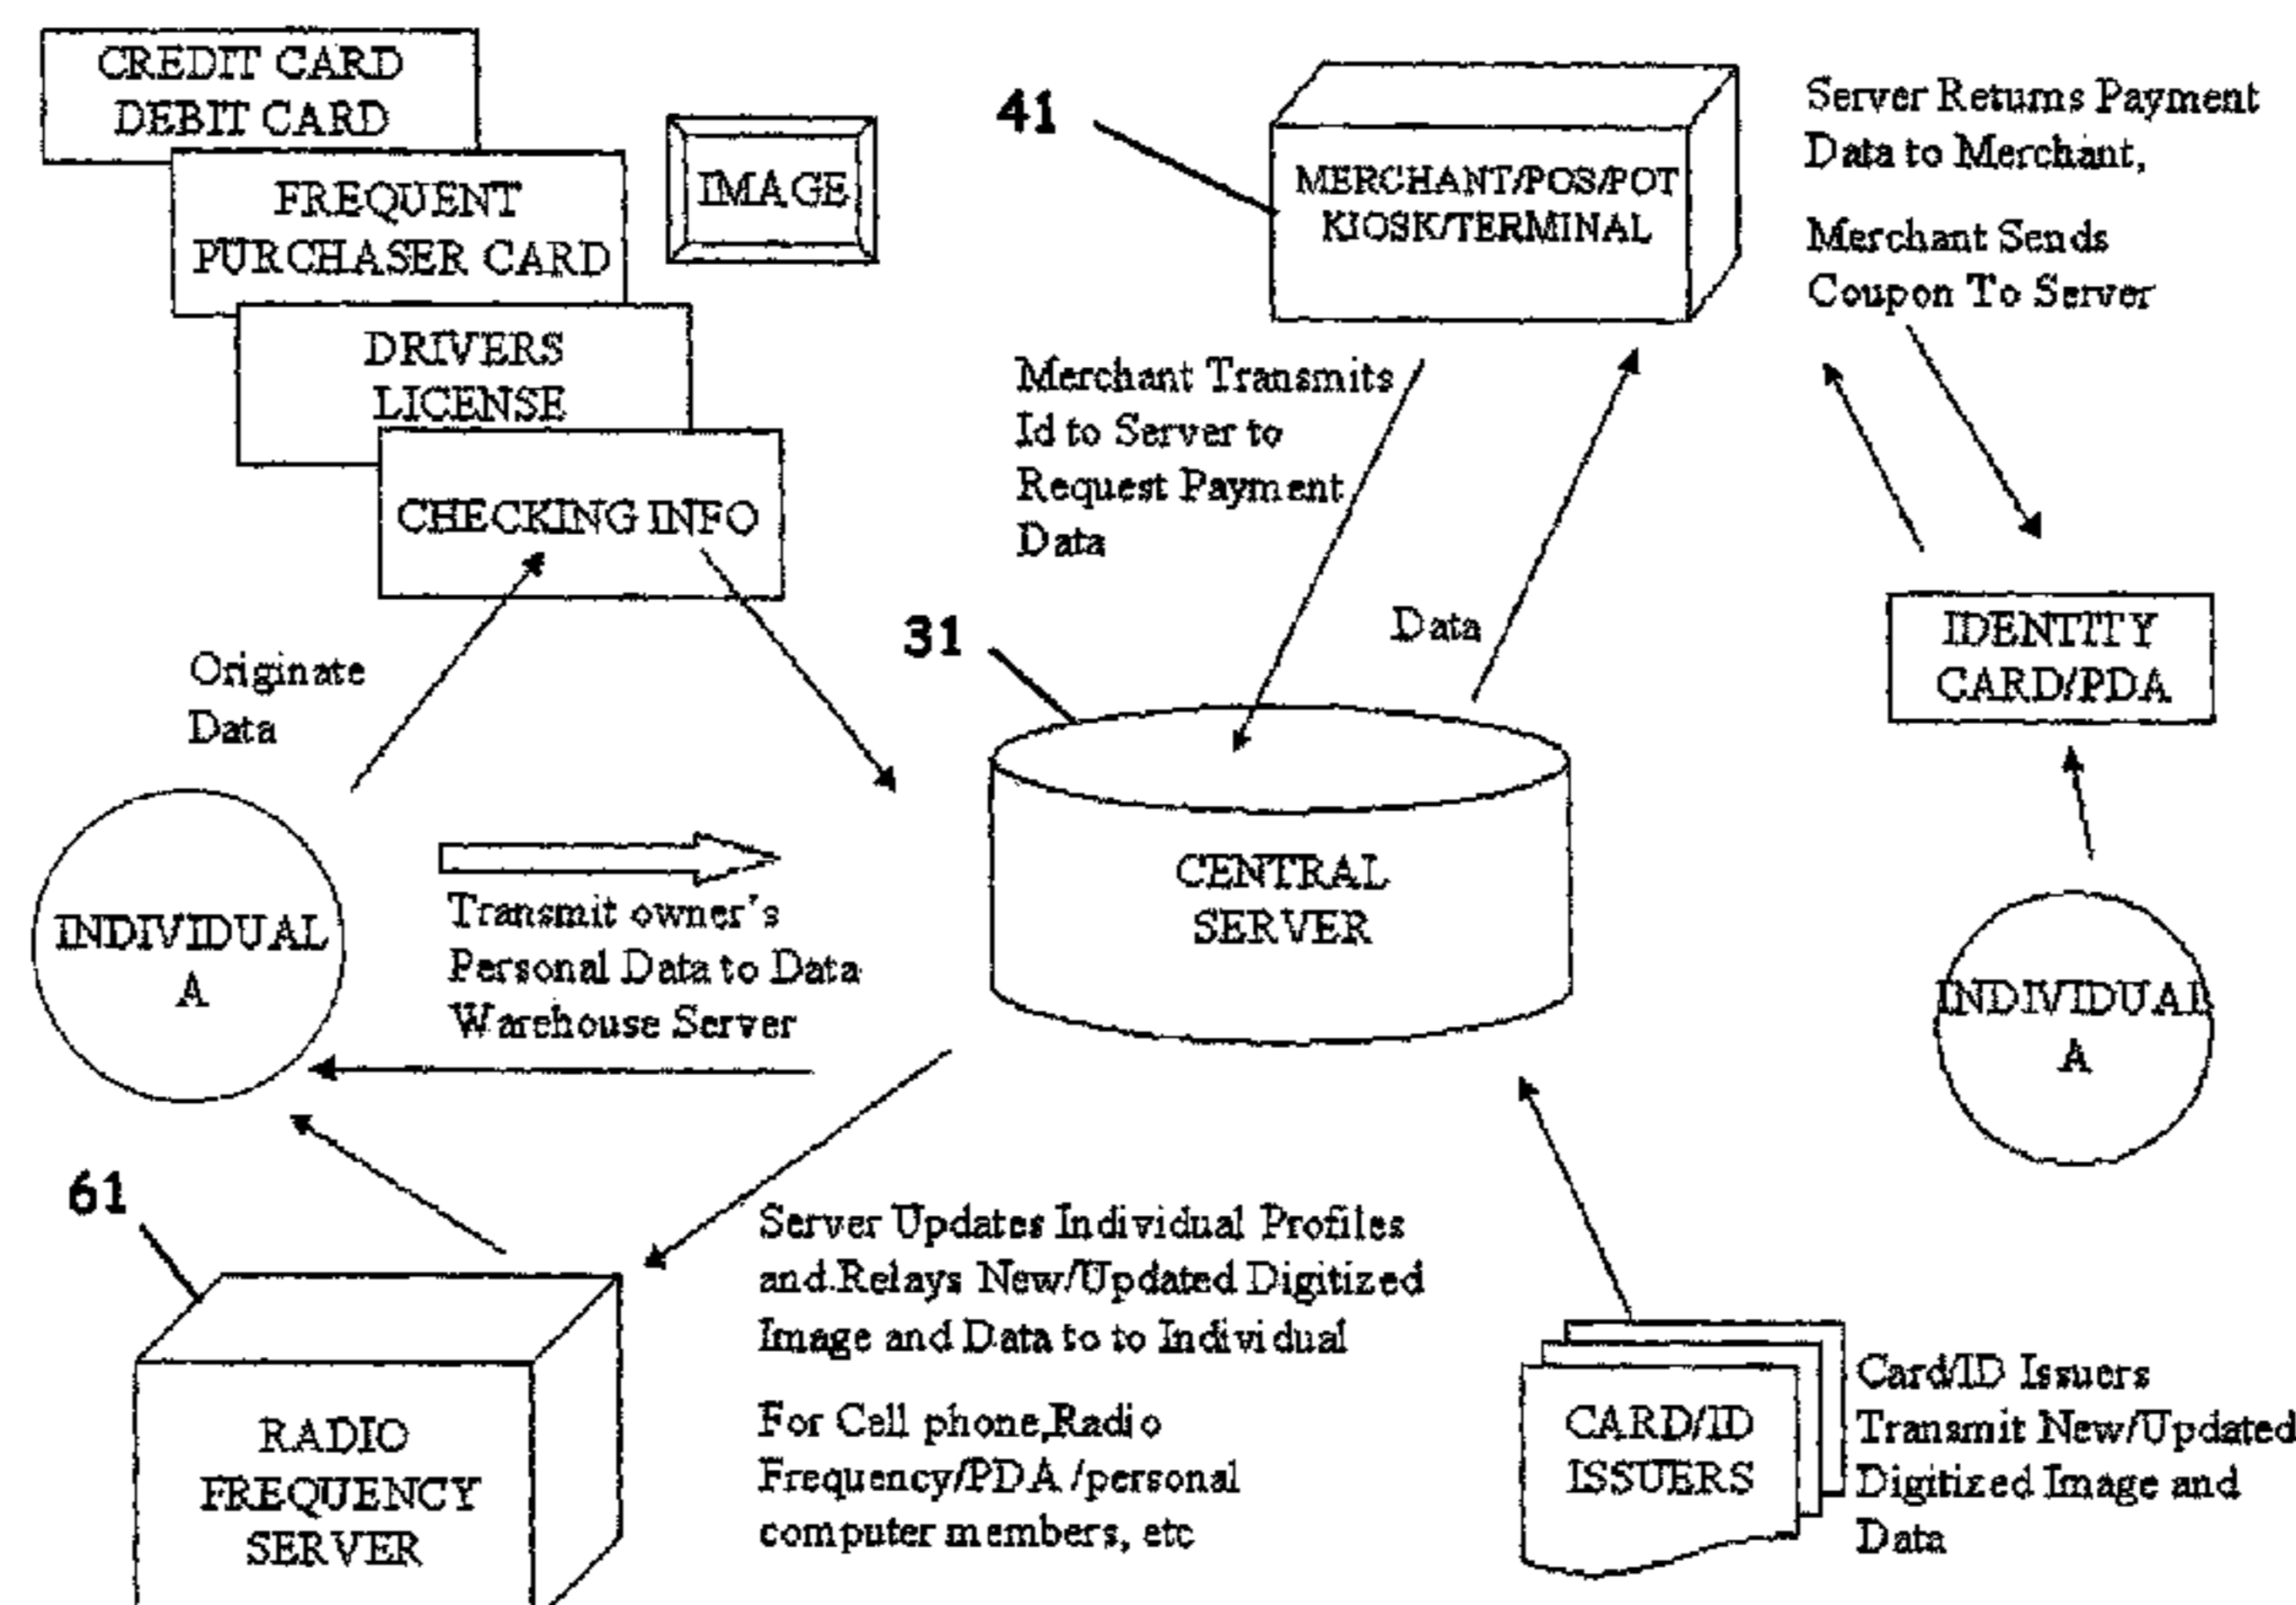 CREDIT CARD
DEBIT CARD
FREQUENT
PURCHASER CARD
DRIVERS
LICENSE
CHECKING INFO
IMAGE
41
MERCHANT/POS/POT
KIOSK/TERMINAL
Server Returns Payment
Data to Merchant,
Merchant Sends
Coupon To Server
Merchant Transmits
Id to Server to
Request Payment
Data
Data
IDENTITY
CARD/PDA
Originate
Data
31
INDIVIDUAL
A
Transmit owner's
Personal Data to Data
Warehouse Server
CENTRAL
SERVER
INDIVIDUAL
A
61
RADIO
FREQUENCY
SERVER
Server Updates Individual Profiles
and.Relays New/Updated Digitized
Image and Data to to Individual
For Cell phone,Radio
Frequency/PDA /personal
computer members, etc
CARD/ID
ISSUERS
Card/ID Issuers
Transmit New/Updated
Digitized Image and
Data